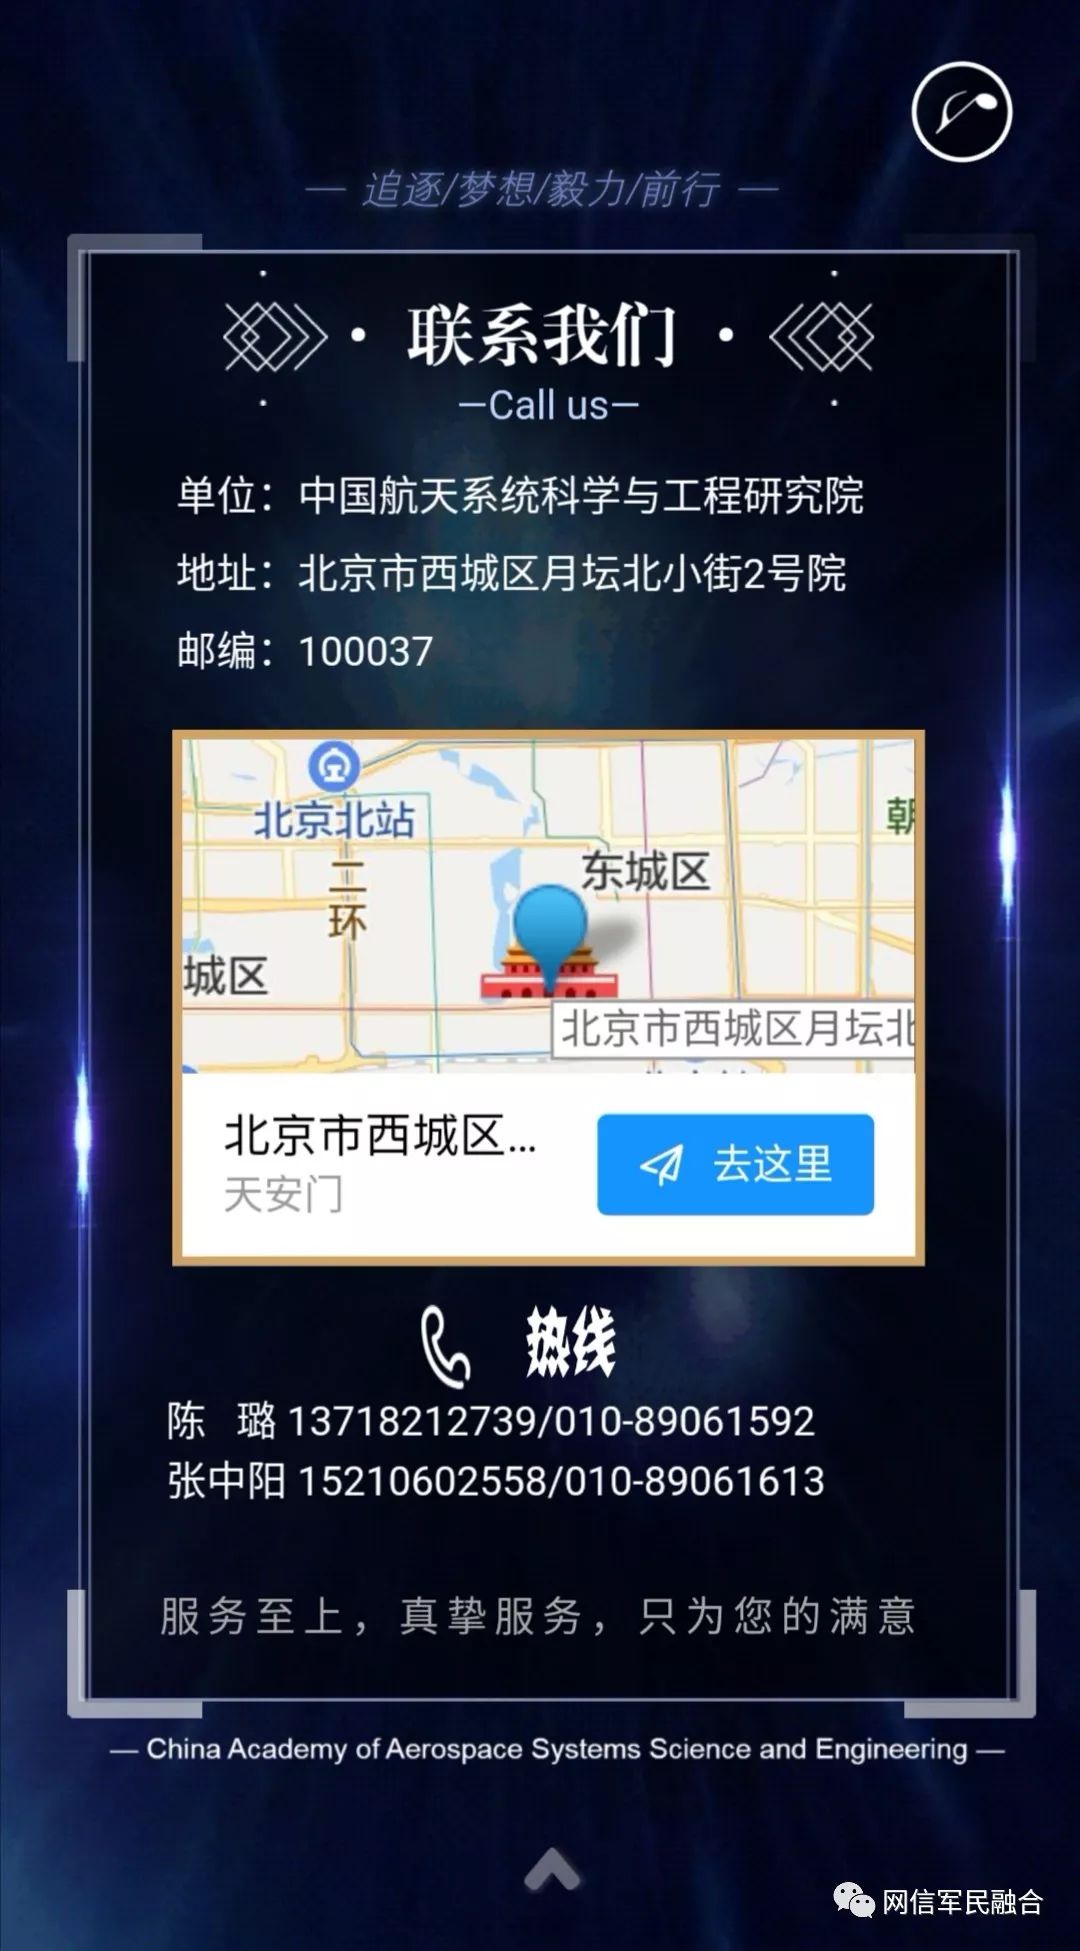 — 追逐/梦想/毅力/前行 —
· 联系我们 ·
—Call us—
单位：中国航天系统科学与工程研究院
地址：北京市西城区月坛北小街2号院
邮编：100037
北京北站
朝
东城区
二环
城区
北京市西城区月坛北
北京市西城区...
天安门
去这里
热线
陈 璐 13718212739/010-89061592
张中阳 15210602558/010-89061613
服务至上，真挚服务，只为您的满意
— China Academy of Aerospace Systems Science and Engineering —
网信军民融合